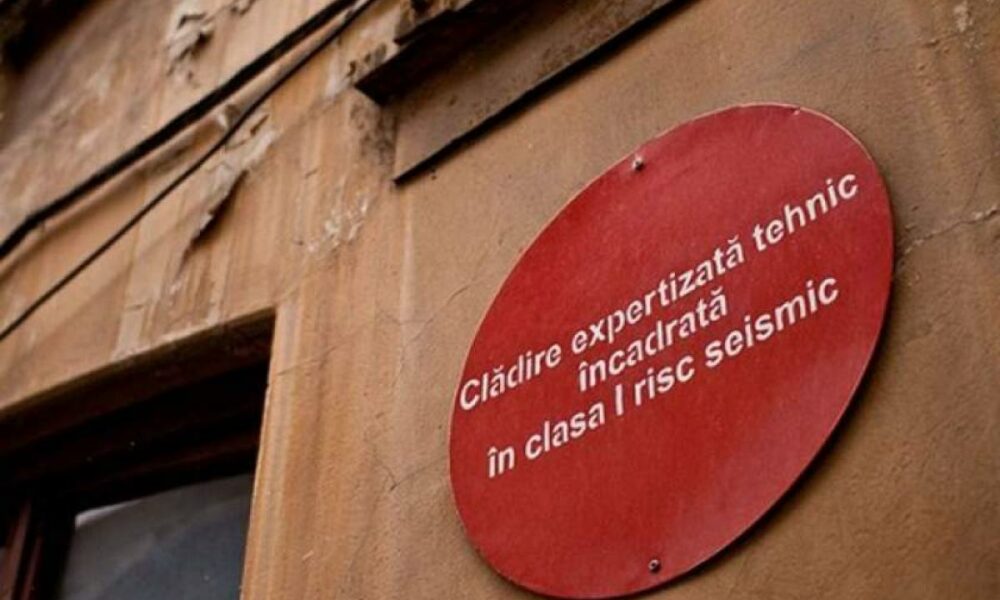 Clădire expertizată tehnic
încadrată
în clasa I risc seismic